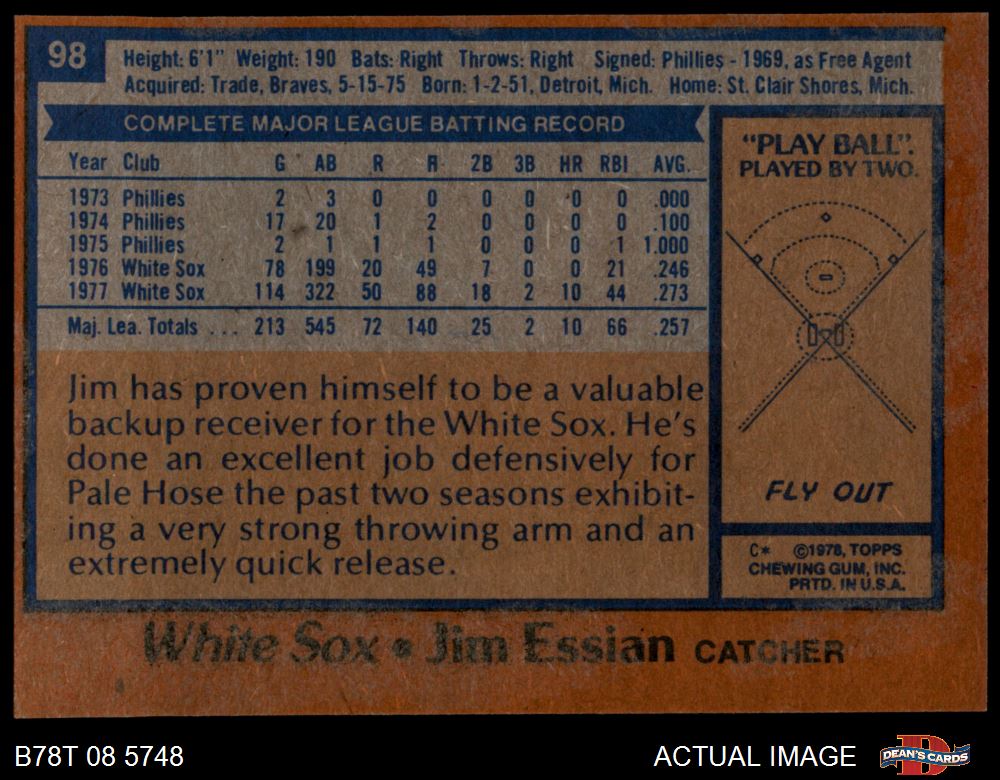 98
Height: 6'1" Weight: 190 Bats: Right Throws: Right Signed: Phillies - 1969, as Free Agent
Acquired: Trade, Braves, 5-15-75 Born: 1-2-51, Detroit, Mich. Home: St. Clair Shores, Mich.
COMPLETE MAJOR LEAGUE BATTING RECORD
Year Club G AB R H 2B 3B HR RBI AVG.
1973 Phillies 2 3 0 0 0 0 0 0 .000
1974 Phillies 17 20 1 2 0 0 0 0 .100
1975 Phillies 2 1 1 1 0 0 0 1 1.000
1976 White Sox 78 199 20 49 7 0 0 21 .246
1977 White Sox 114 322 50 88 18 2 10 44 .273
Maj. Lea. Totals ... 213 545 72 140 25 2 10 66 .257
Jim has proven himself to be a valuable
backup receiver for the White Sox. He's
done an excellent job defensively for
Pale Hose the past two seasons exhibit-
ing a very strong throwing arm and an
extremely quick release.
"PLAY BALL".
PLAYED BY TWO.
FLY OUT
C* ©1978, TOPPS
CHEWING GUM, INC.
PRTD. IN U.S.A.
White Sox • Jim Essian CATCHER
B78T 08 5748
ACTUAL IMAGE
D
DEAN'S CARDS